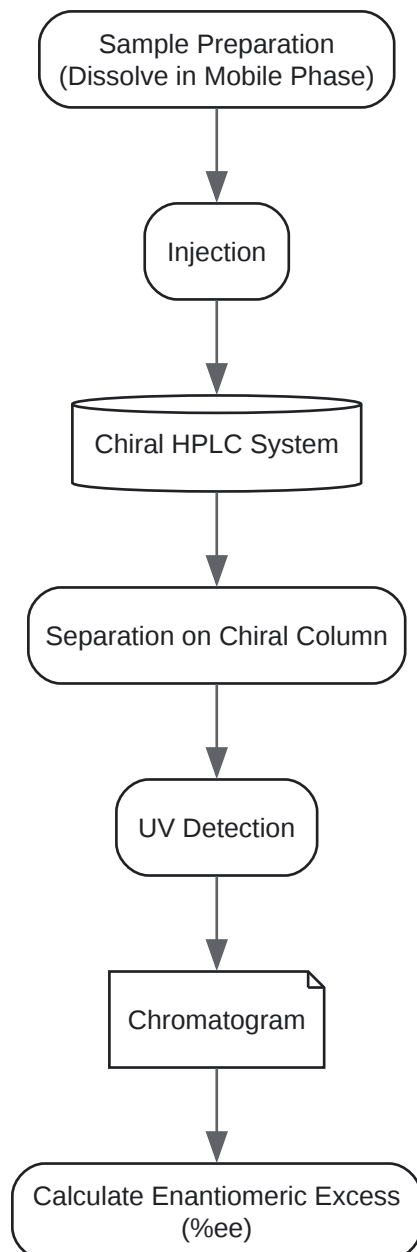 Sample Preparation
(Dissolve in Mobile Phase)
Injection
Chiral HPLC System
Separation on Chiral Column
UV Detection
Chromatogram
Calculate Enantiomeric Excess
(%ee)